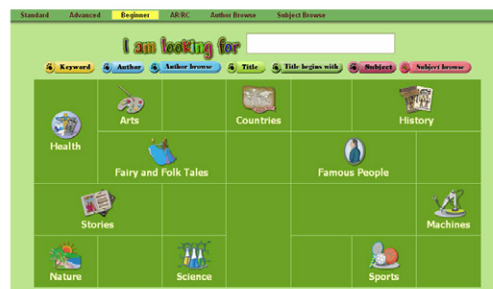 Standard Advanced Beginner AR/RC Author Browse Subject Browse
I am looking for
Keyword Author Author browse Title Title begins with Subject Subject browse
Arts Countries History
Health
Fairy and Folk Tales Famous People
Stories Machines
Nature Science Sports